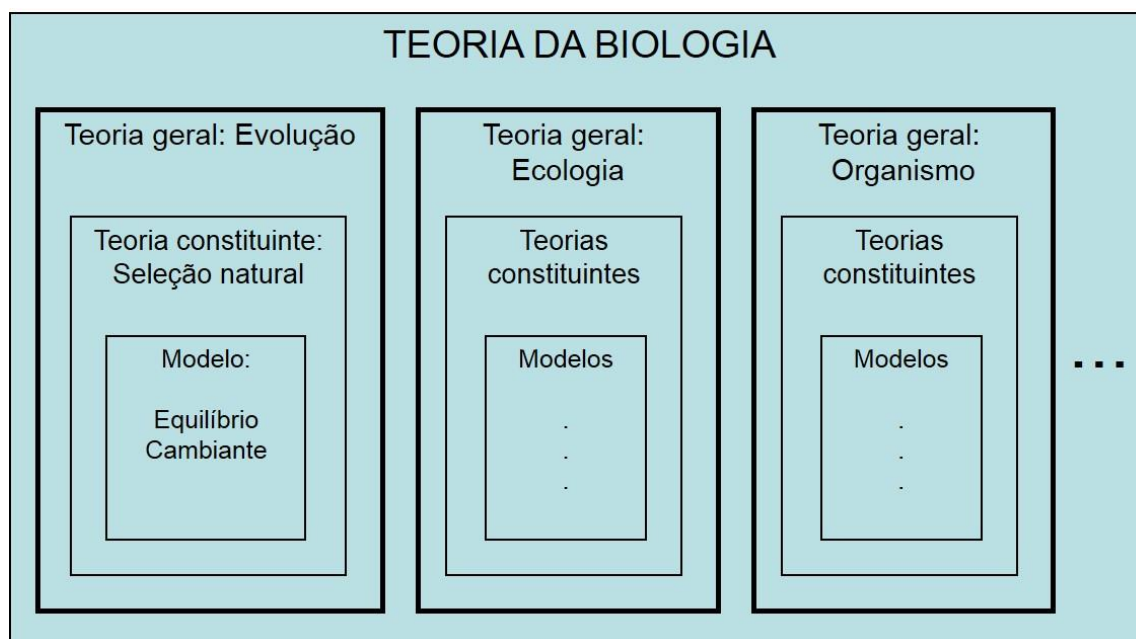 TEORIA DA BIOLOGIA
Teoria geral: Evolução
Teoria constituinte:
Seleção natural
Modelo:
Equilíbrio
Cambiante
Teoria geral:
Ecologia
Teorias
constituintes
Modelos
.
.
.
Teoria geral:
Organismo
Teorias
constituintes
Modelos
.
.
.
...